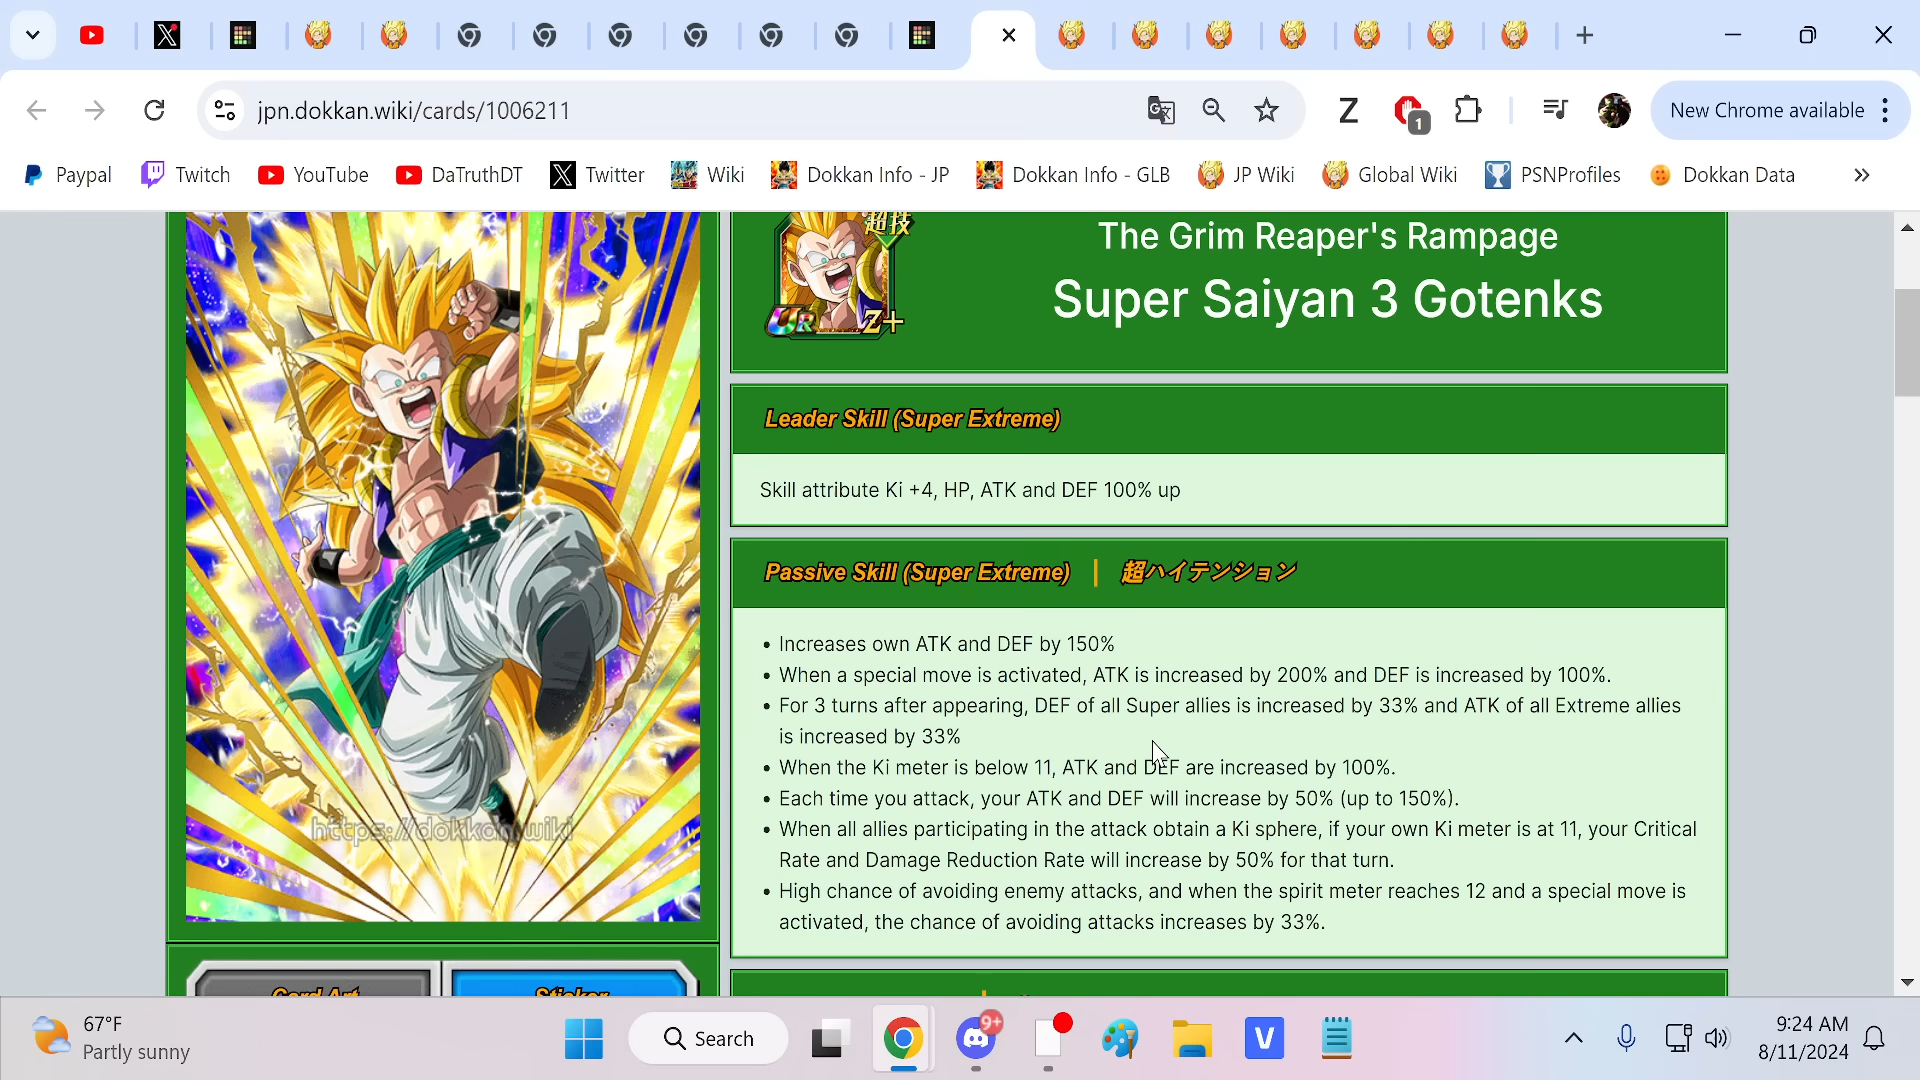 jpn.dokkan.wiki/cards/1006211
Z
1
New Chrome available
Paypal
Twitch
YouTube
DaTruthDT
Twitter
Wiki
Dokkan Info - JP
Dokkan Info - GLB
JP Wiki
Global Wiki
PSNProfiles
Dokkan Data
超技
UR
Z+
The Grim Reaper's Rampage
Super Saiyan 3 Gotenks
Leader Skill (Super Extreme)
Skill attribute Ki +4, HP, ATK and DEF 100% up
Passive Skill (Super Extreme) | 超ハイテンション
• Increases own ATK and DEF by 150%
• When a special move is activated, ATK is increased by 200% and DEF is increased by 100%.
• For 3 turns after appearing, DEF of all Super allies is increased by 33% and ATK of all Extreme allies
is increased by 33%
• When the Ki meter is below 11, ATK and DEF are increased by 100%.
• Each time you attack, your ATK and DEF will increase by 50% (up to 150%).
• When all allies participating in the attack obtain a Ki sphere, if your own Ki meter is at 11, your Critical
Rate and Damage Reduction Rate will increase by 50% for that turn.
• High chance of avoiding enemy attacks, and when the spirit meter reaches 12 and a special move is
activated, the chance of avoiding attacks increases by 33%.
https://dokkan.wiki
Card Art
Sticker
67°F
Partly sunny
Search
9+
V
9:24 AM
8/11/2024